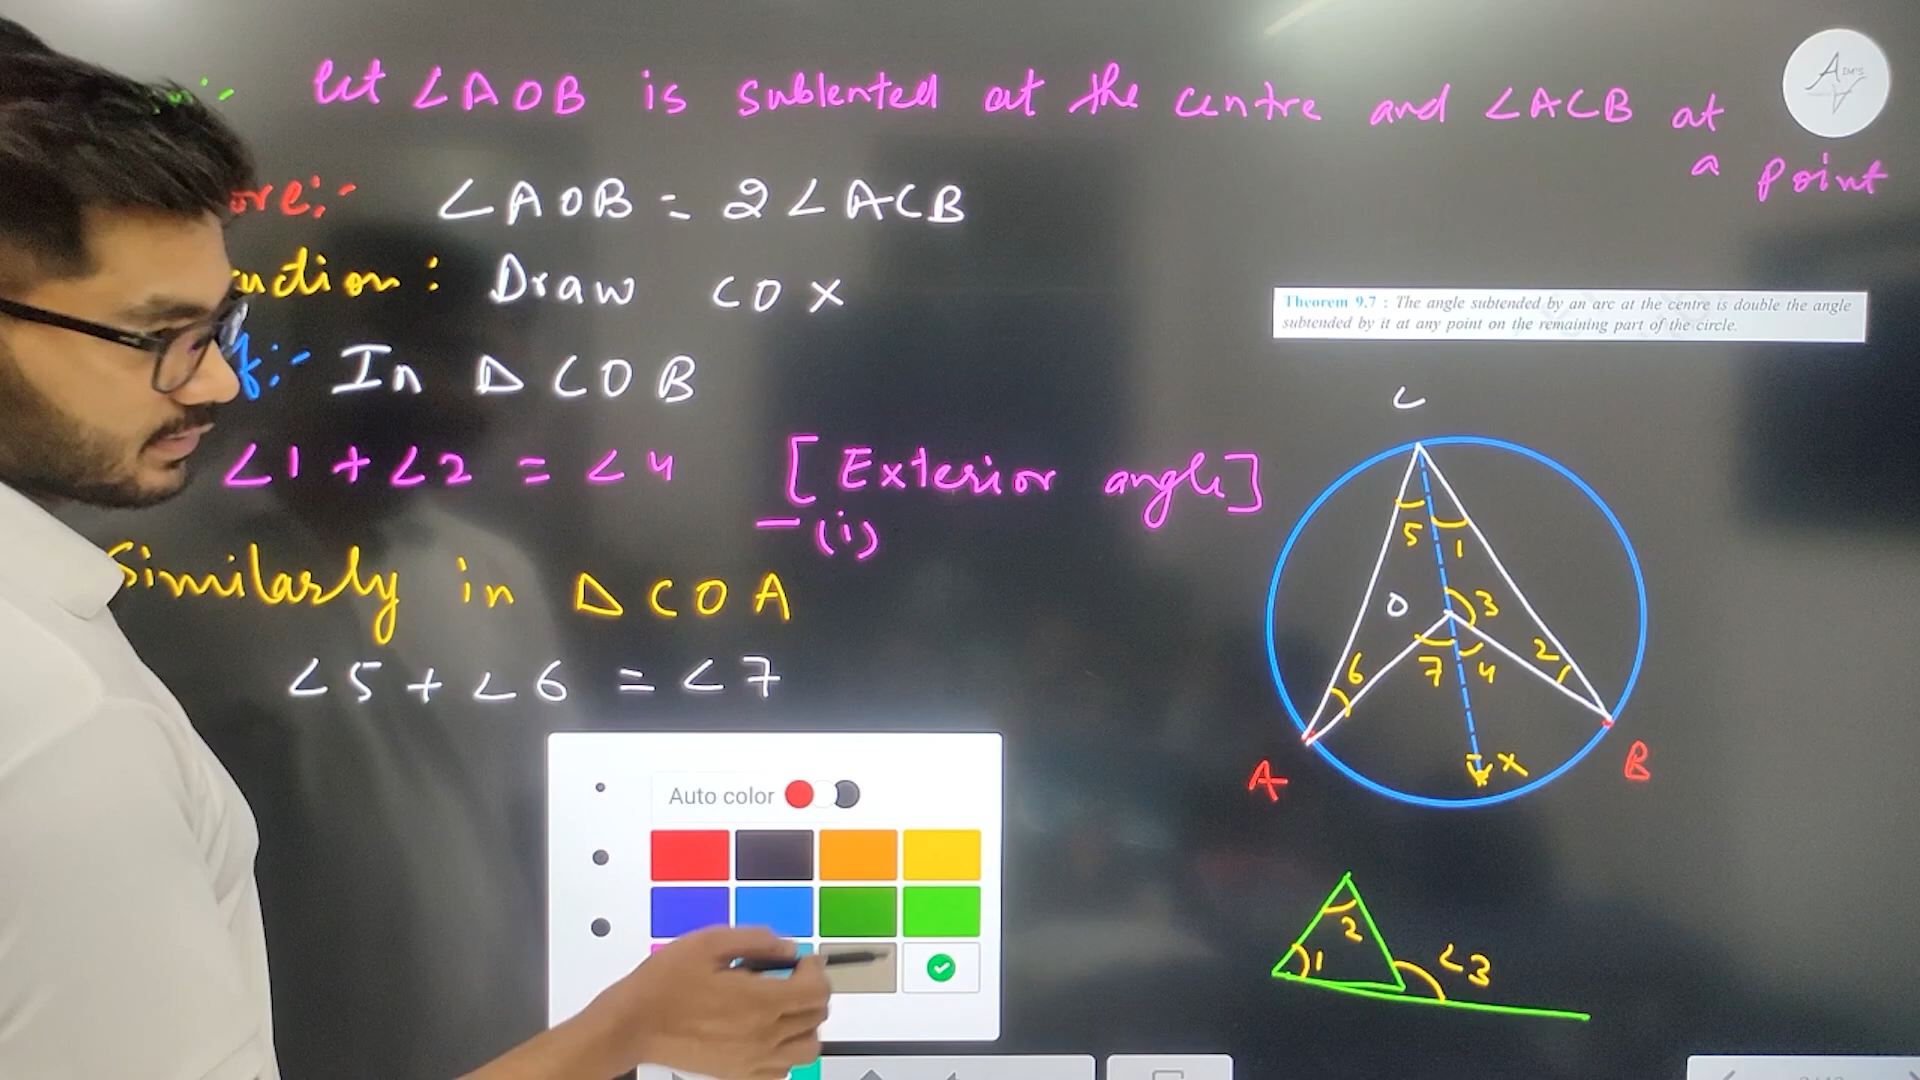 let ∠AOB is sublented at the centre and ∠ACB at
a point
∠AOB = 2∠ACB
Draw COX
In Δ COB
∠1 + ∠2 = ∠4 [Exterior angle]
— (i)
Similarly in Δ COA
∠5 + ∠6 = ∠7
Theorem 9.7 : The angle subtended by an arc at the centre is double the angle
subtended by it at any point on the remaining part of the circle.
C
5 1
O 3
6 7 4 2
A X B
Auto color
2
1 ∠3